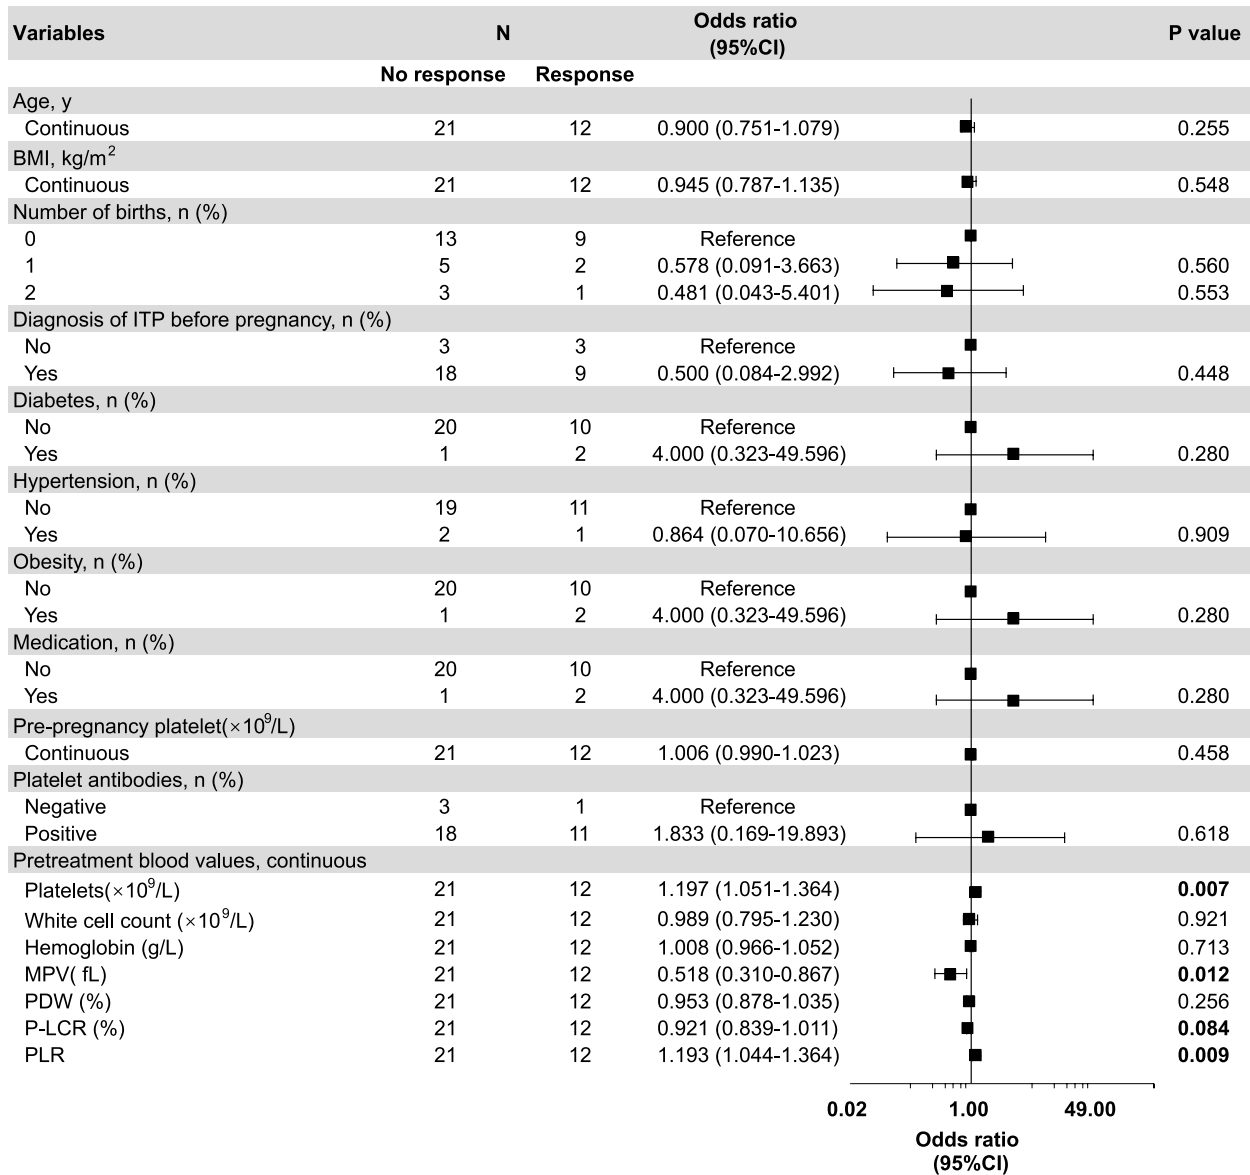 Variables N Odds ratio (95%CI) P value
No response Response
Age, y
Continuous 21 12 0.900 (0.751-1.079) 0.255
BMI, kg/m²
Continuous 21 12 0.945 (0.787-1.135) 0.548
Number of births, n (%)
0 13 9 Reference
1 5 2 0.578 (0.091-3.663) 0.560
2 3 1 0.481 (0.043-5.401) 0.553
Diagnosis of ITP before pregnancy, n (%)
No 3 3 Reference
Yes 18 9 0.500 (0.084-2.992) 0.448
Diabetes, n (%)
No 20 10 Reference
Yes 1 2 4.000 (0.323-49.596) 0.280
Hypertension, n (%)
No 19 11 Reference
Yes 2 1 0.864 (0.070-10.656) 0.909
Obesity, n (%)
No 20 10 Reference
Yes 1 2 4.000 (0.323-49.596) 0.280
Medication, n (%)
No 20 10 Reference
Yes 1 2 4.000 (0.323-49.596) 0.280
Pre-pregnancy platelet(×10⁹/L)
Continuous 21 12 1.006 (0.990-1.023) 0.458
Platelet antibodies, n (%)
Negative 3 1 Reference
Positive 18 11 1.833 (0.169-19.893) 0.618
Pretreatment blood values, continuous
Platelets(×10⁹/L) 21 12 1.197 (1.051-1.364) 0.007
White cell count (×10⁹/L) 21 12 0.989 (0.795-1.230) 0.921
Hemoglobin (g/L) 21 12 1.008 (0.966-1.052) 0.713
MPV( fL) 21 12 0.518 (0.310-0.867) 0.012
PDW (%) 21 12 0.953 (0.878-1.035) 0.256
P-LCR (%) 21 12 0.921 (0.839-1.011) 0.084
PLR 21 12 1.193 (1.044-1.364) 0.009
0.02 1.00 49.00
Odds ratio
(95%CI)